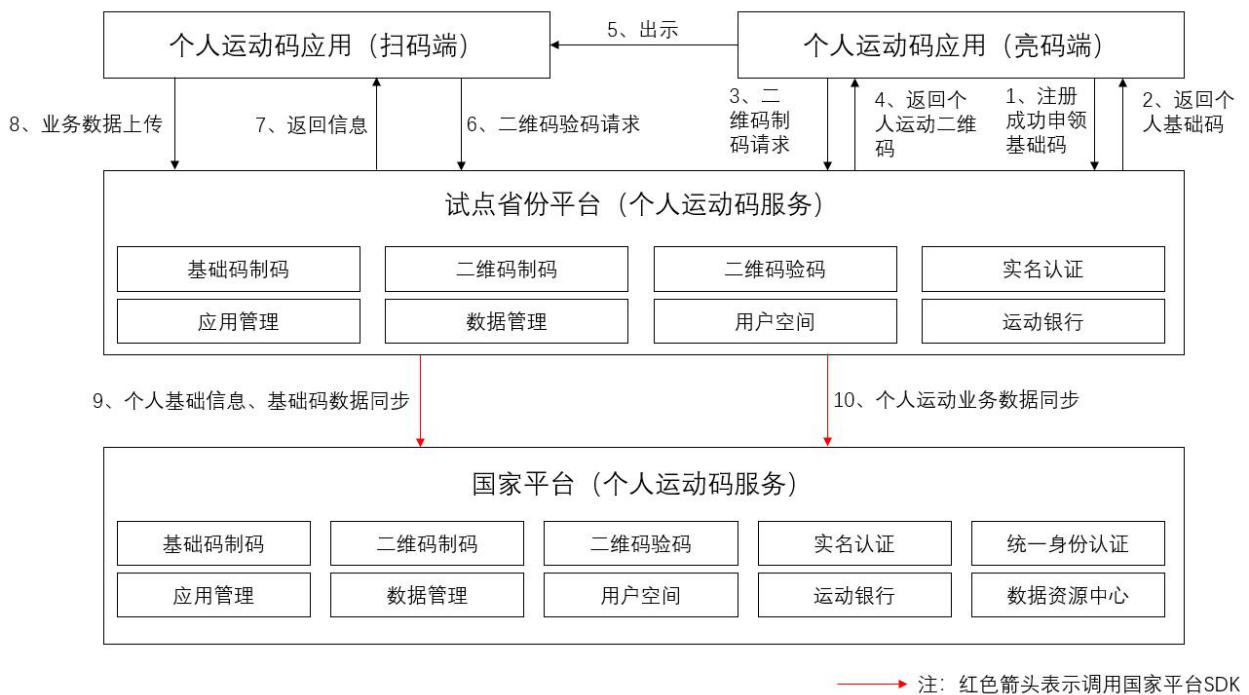 个人运动码应用（扫码端）
5、出示
个人运动码应用（亮码端）
8、业务数据上传
7、返回信息
6、二维码验码请求
3、二
维码制
码请求
4、返回个
人运动二维
码
1、注册
成功申领
基础码
2、返回个
人基础码
试点省份平台（个人运动码服务）
基础码制码
二维码制码
二维码验码
实名认证
应用管理
数据管理
用户空间
运动银行
9、个人基础信息、基础码数据同步
10、个人运动业务数据同步
国家平台（个人运动码服务）
基础码制码
二维码制码
二维码验码
实名认证
统一身份认证
应用管理
数据管理
用户空间
运动银行
数据资源中心
注：红色箭头表示调用国家平台SDK